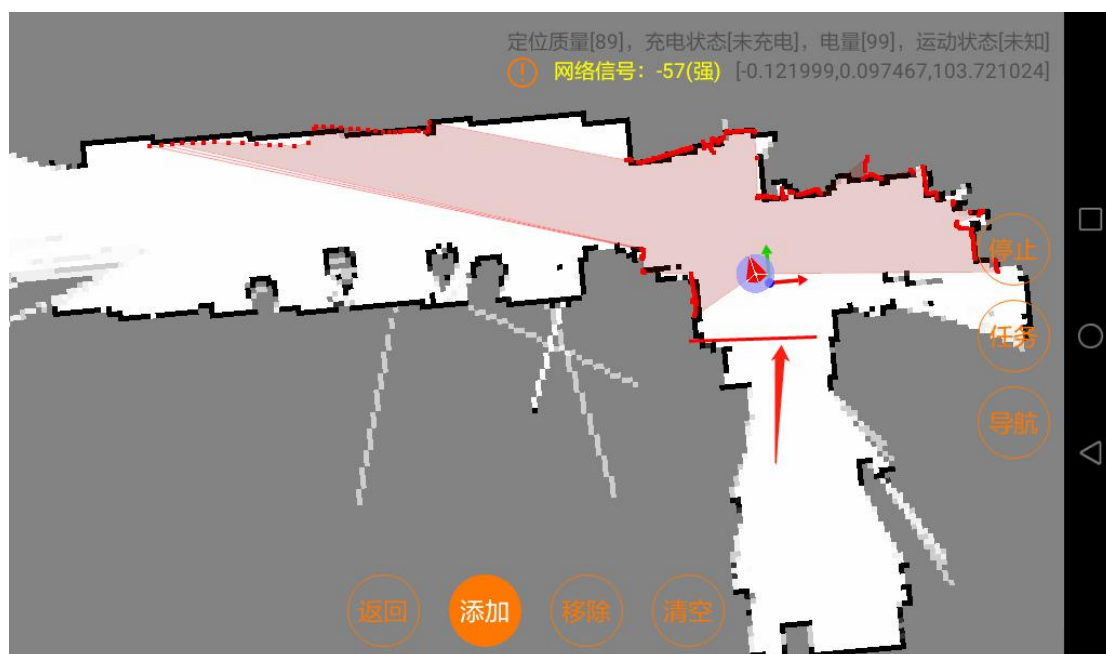 定位质量[89]，充电状态[未充电]，电量[99]，运动状态[未知]
网络信号：-57(强) [-0.121999,0.097467,103.721024]
停止
任务
导航
返回 添加 移除 清空